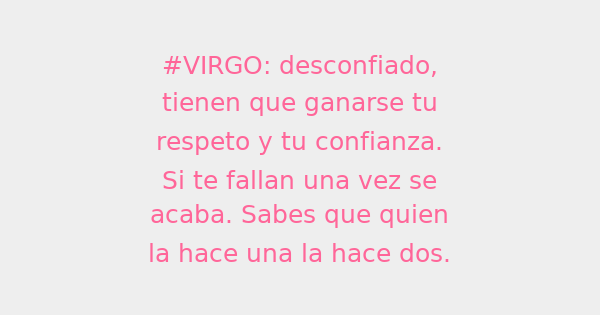 #VIRGO: desconfiado,
tienen que ganarse tu
respeto y tu confianza.
Si te fallan una vez se
acaba. Sabes que quien
la hace una la hace dos.